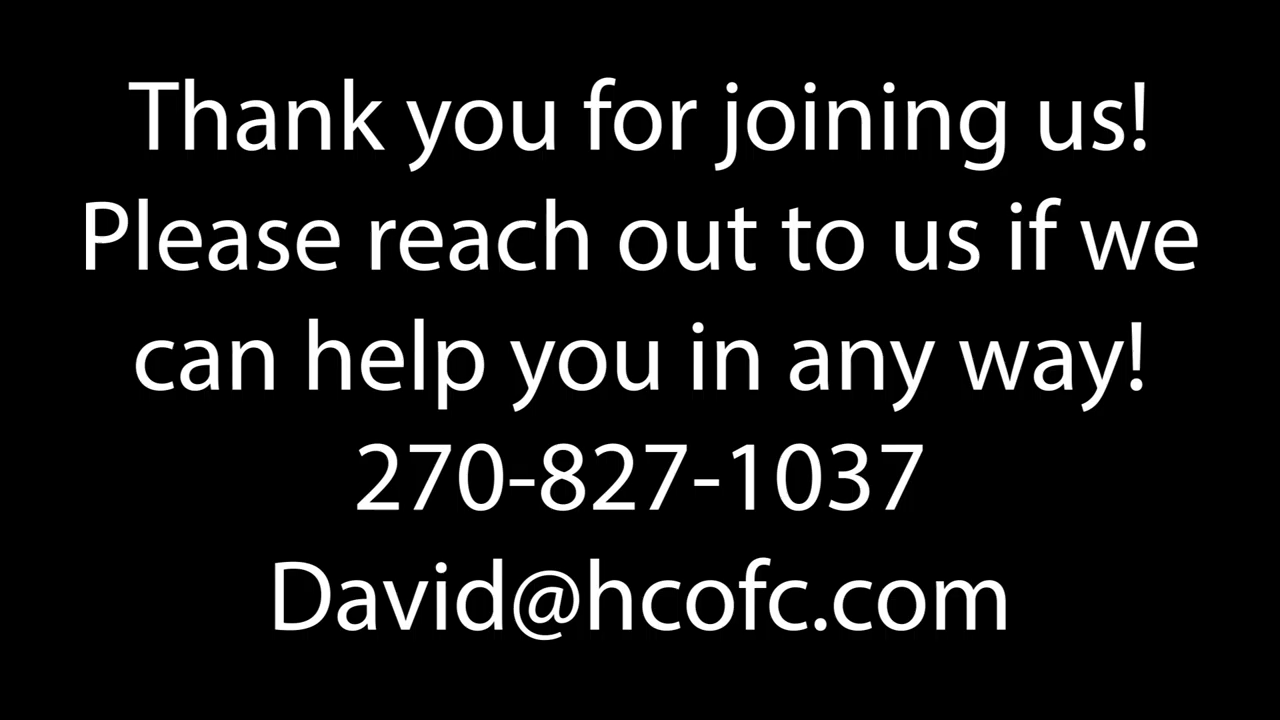 Thank you for joining us!
Please reach out to us if we
can help you in any way!
270-827-1037
David@hcofc.com